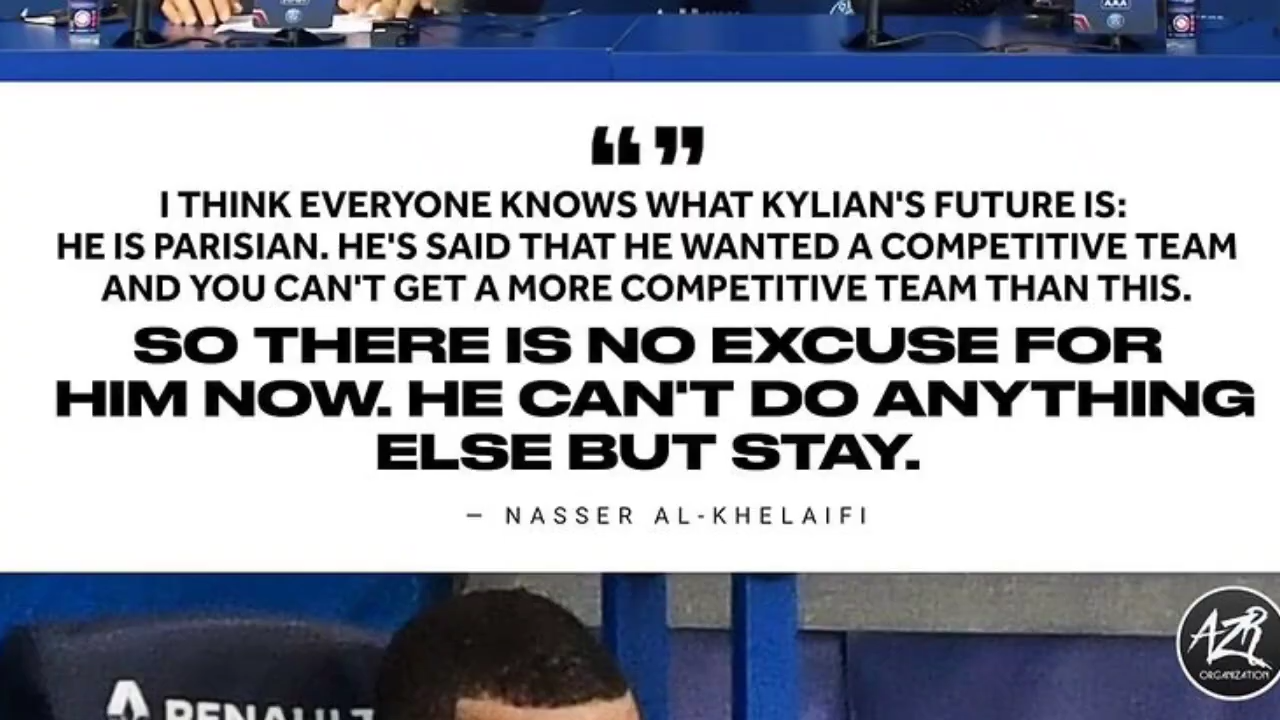 “ ”
I THINK EVERYONE KNOWS WHAT KYLIAN'S FUTURE IS:
HE IS PARISIAN. HE'S SAID THAT HE WANTED A COMPETITIVE TEAM
AND YOU CAN'T GET A MORE COMPETITIVE TEAM THAN THIS.
SO THERE IS NO EXCUSE FOR
HIM NOW. HE CAN'T DO ANYTHING
ELSE BUT STAY.
– NASSER AL-KHELAIFI
AZR
ORGANIZATION
RENAULT